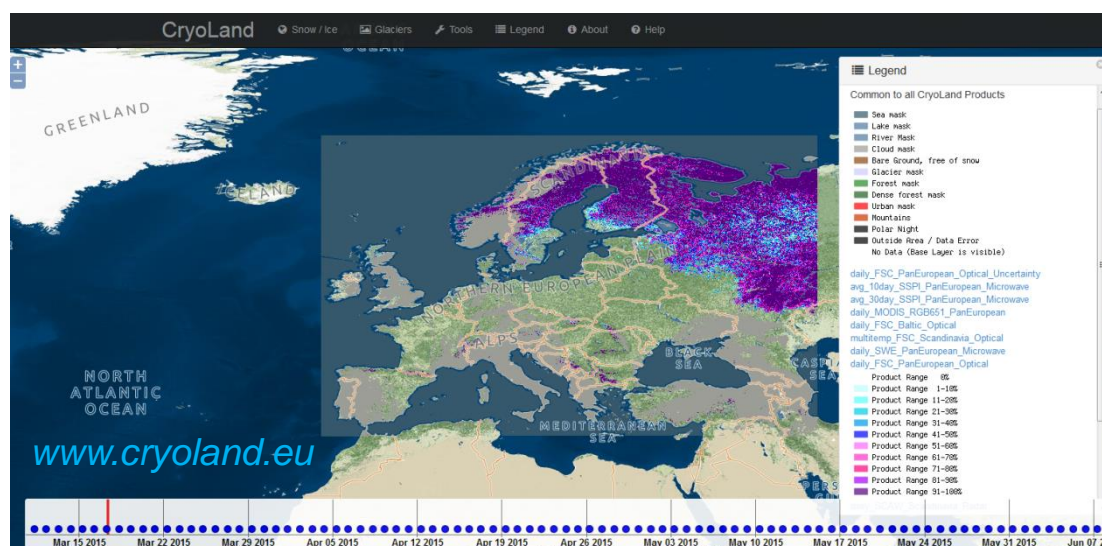 CryoLand Snow / Ice Glaciers Tools Legend About Help
OCEAN
GREENLAND
ICELAND
SCANDINAVIA
NORTHERN EUROPEAN PLAIN
ALPS
BLACK
SEA
NORTH
ATLANTIC
OCEAN
MEDITERRANEAN
SEA
www.cryoland.eu
Legend
Common to all CryoLand Products
Sea mask
Lake mask
River Mask
Cloud mask
Bare Ground, free of snow
Glacier mask
Forest mask
Dense forest mask
Urban mask
Mountains
Polar Night
Outside Area / Data Error
No Data (Base Layer is visible)
daily_FSC_PanEuropean_Optical_Uncertainty
avg_10day_SSPI_PanEuropean_Microwave
avg_30day_SSPI_PanEuropean_Microwave
daily_MODIS_RGB651_PanEuropean
daily_FSC_Baltic_Optical
multitemp_FSC_Scandinavia_Optical
daily_SWE_PanEuropean_Microwave
daily_FSC_PanEuropean_Optical
Product Range 0%
Product Range 1-10%
Product Range 11-20%
Product Range 21-30%
Product Range 31-40%
Product Range 41-50%
Product Range 51-60%
Product Range 61-70%
Product Range 71-80%
Product Range 81-90%
Product Range 91-100%
Mar 15 2015 Mar 22 2015 Mar 29 2015 Apr 05 2015 Apr 12 2015 Apr 19 2015 Apr 26 2015 May 03 2015 May 10 2015 May 17 2015 May 24 2015 May 31 2015 Jun 07 2